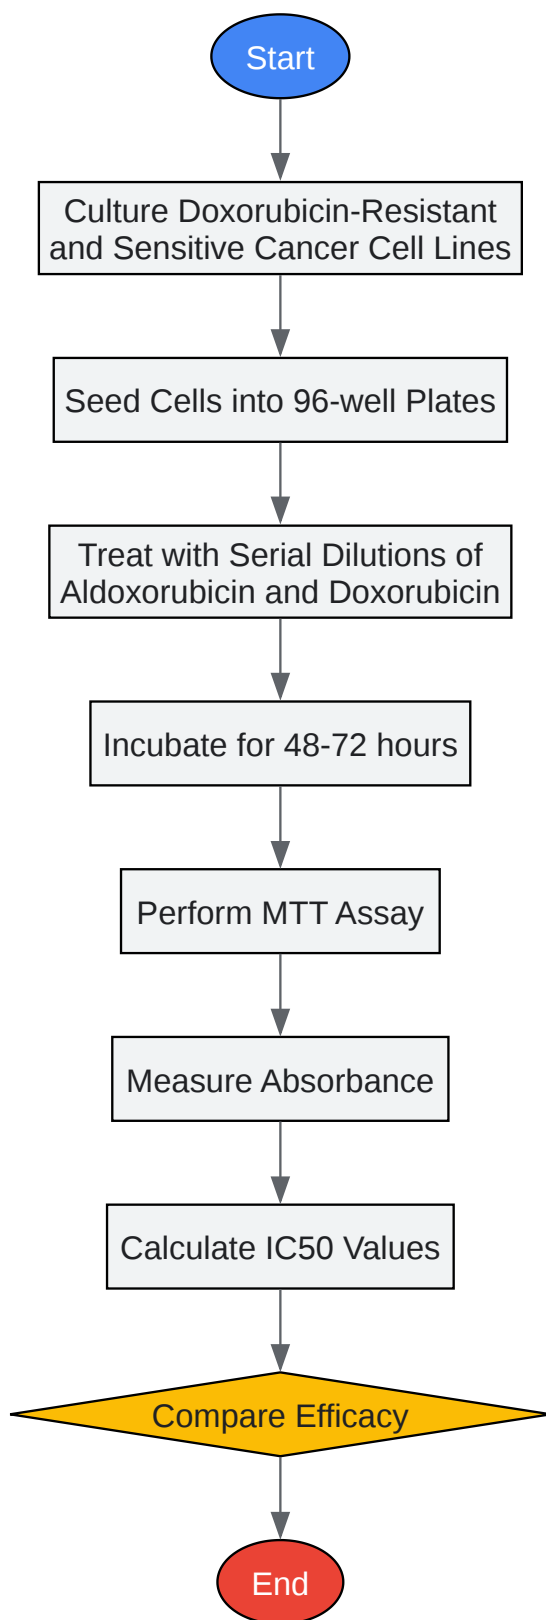 Start
Culture Doxorubicin-Resistant
and Sensitive Cancer Cell Lines
Seed Cells into 96-well Plates
Treat with Serial Dilutions of
Aldoxorubicin and Doxorubicin
Incubate for 48-72 hours
Perform MTT Assay
Measure Absorbance
Calculate IC50 Values
Compare Efficacy
End